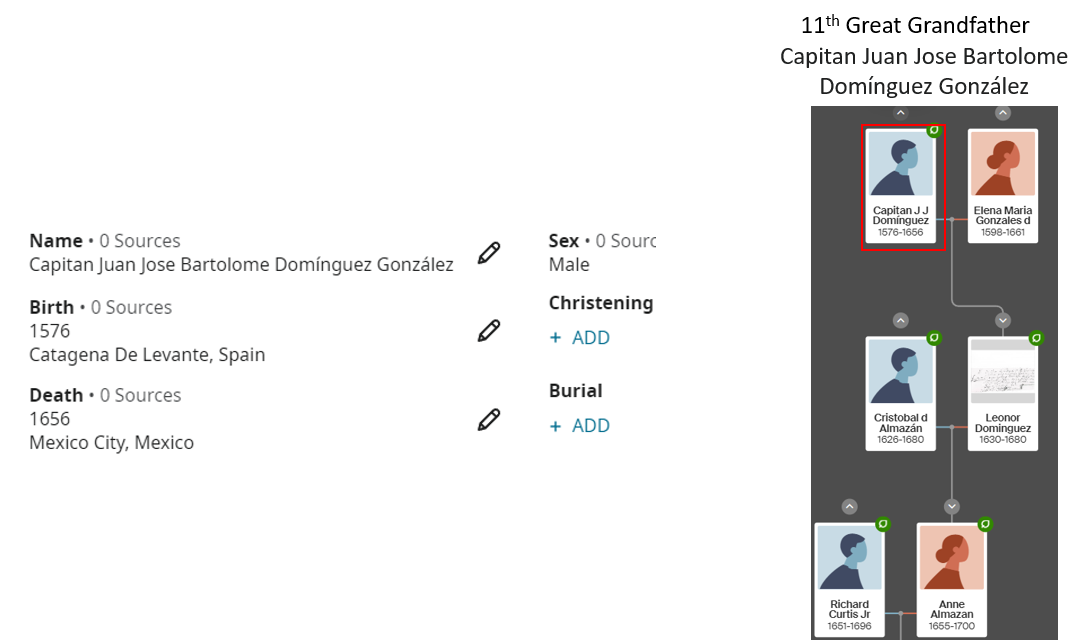 11th Great Grandfather
Capitan Juan Jose Bartolome
Domínguez González
Name • 0 Sources
Capitan Juan Jose Bartolome Domínguez González
Birth • 0 Sources
1576
Catagena De Levante, Spain
Death • 0 Sources
1656
Mexico City, Mexico
Sex • 0 Sourc
Male
Christening
+ ADD
Burial
+ ADD
Capitan J J
Domínguez
1576-1656
Elena Maria
Gonzales d
1598-1661
Cristobal d
Almazán
1626-1680
Leonor
Dominguez
1630-1680
Richard
Curtis Jr
1651-1696
Anne
Almazan
1655-1700